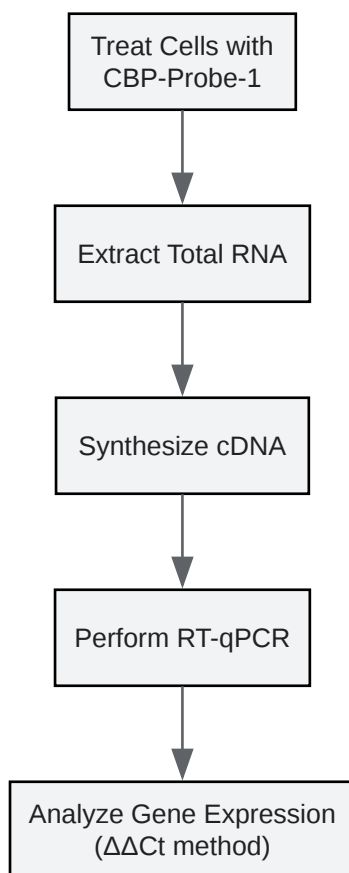 Treat Cells with
CBP-Probe-1
Extract Total RNA
Synthesize cDNA
Perform RT-qPCR
Analyze Gene Expression
(ΔΔCt method)